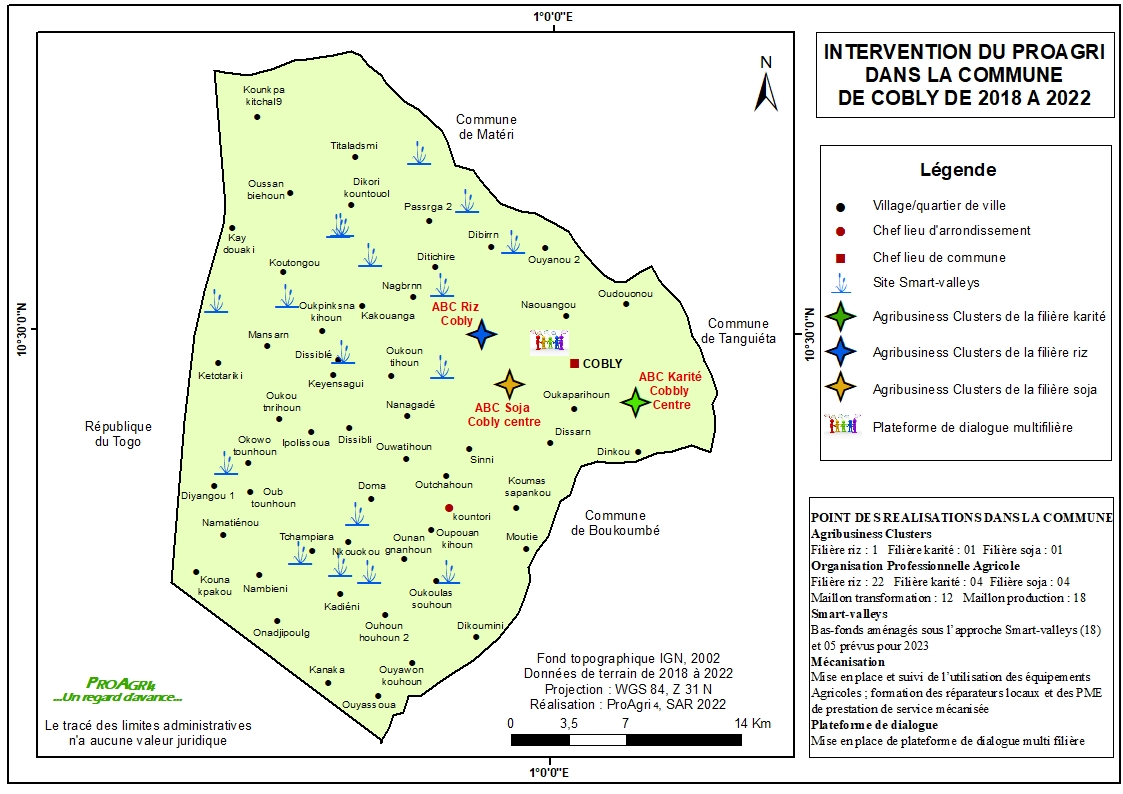 1°0'0"E
INTERVENTION DU PROAGRI
DANS LA COMMUNE
DE COBLY DE 2018 A 2022
N
Kounkpa
kitchal9
Commune
de Matéri
Titaladsmi
Oussan
biehoun
Dikori
kountouol
Passrga 2
Kay
douaki
Dibirrn
Ouyanou 2
Koutongou
Ditichire
Nagbrnn
Oukpinksna
kihoun
Kakouanga
ABC Riz
Cobly
Naouangou
Oudouonou
Commune
de Tanguiéta
10°30'0"N
10°30'0"N
Mansarn
Dissiblé
Oukoun
tihoun
COBLY
Ketotariki
Keyensagui
ABC Karité
Cobbly
Centre
Oukou
tnrihoun
Nanagadé
ABC Soja
Cobly centre
Oukaparihoun
République
du Togo
Ipolissoua
Dissibli
Okowo
tounhoun
Ouwatihoun
Dissarn
Sinni
Dinkou
Diyangou 1
Oub
tounhoun
Doma
Outchahoun
Koumas
sapankou
Commune
de Boukoumbé
kountori
Namatiénou
Tchampiara
Nkouokou
Ounan
gnanhoun
Oupouan
kihoun
Moutie
Kouna
kpakou
Nambieni
Kadiéni
Oukoulas
souhoun
Onadjipoulg
Ouhoun
houhoun 2
Dikoumini
Kanaka
Ouyawon
kouhoun
Ouyassoua
PROAGRI4
...Un regard d'avance...
Le tracé des limites administratives
n'a aucune valeur juridique
Fond topographique IGN, 2002
Données de terrain de 2018 à 2022
Projection : WGS 84, Z 31 N
Réalisation : ProAgri 4, SAR 2022
0 3,5 7 14 Km
1°0'0"E
Légende
Village/quartier de ville
Chef lieu d'arrondissement
Chef lieu de commune
Site Smart-valleys
Agribusiness Clusters de la filière karité
Agribusiness Clusters de la filière riz
Agribusiness Clusters de la filière soja
Plateforme de dialogue multifilière
POINT DES REALISATIONS DANS LA COMMUNE
Agribusiness Clusters
Filière riz : 1 Filière karité : 01 Filière soja : 01
Organisation Professionnelle Agricole
Filière riz : 22 Filière karité : 04 Filière soja : 04
Maillon transformation : 12 Maillon production : 18
Smart-valleys
Bas-fonds aménagés sous l'approche Smart-valleys (18)
et 05 prévus pour 2023
Mécanisation
Mise en place et suivi de l'utilisation des équipements
Agricoles ; formation des réparateurs locaux et des PME
de prestation de service mécanisée
Plateforme de dialogue
Mise en place de plateforme de dialogue multi filière